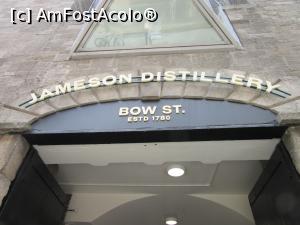 [c] AmFostAcolo®
JAMESON DISTILLERY
BOW ST.
ESTD 1780